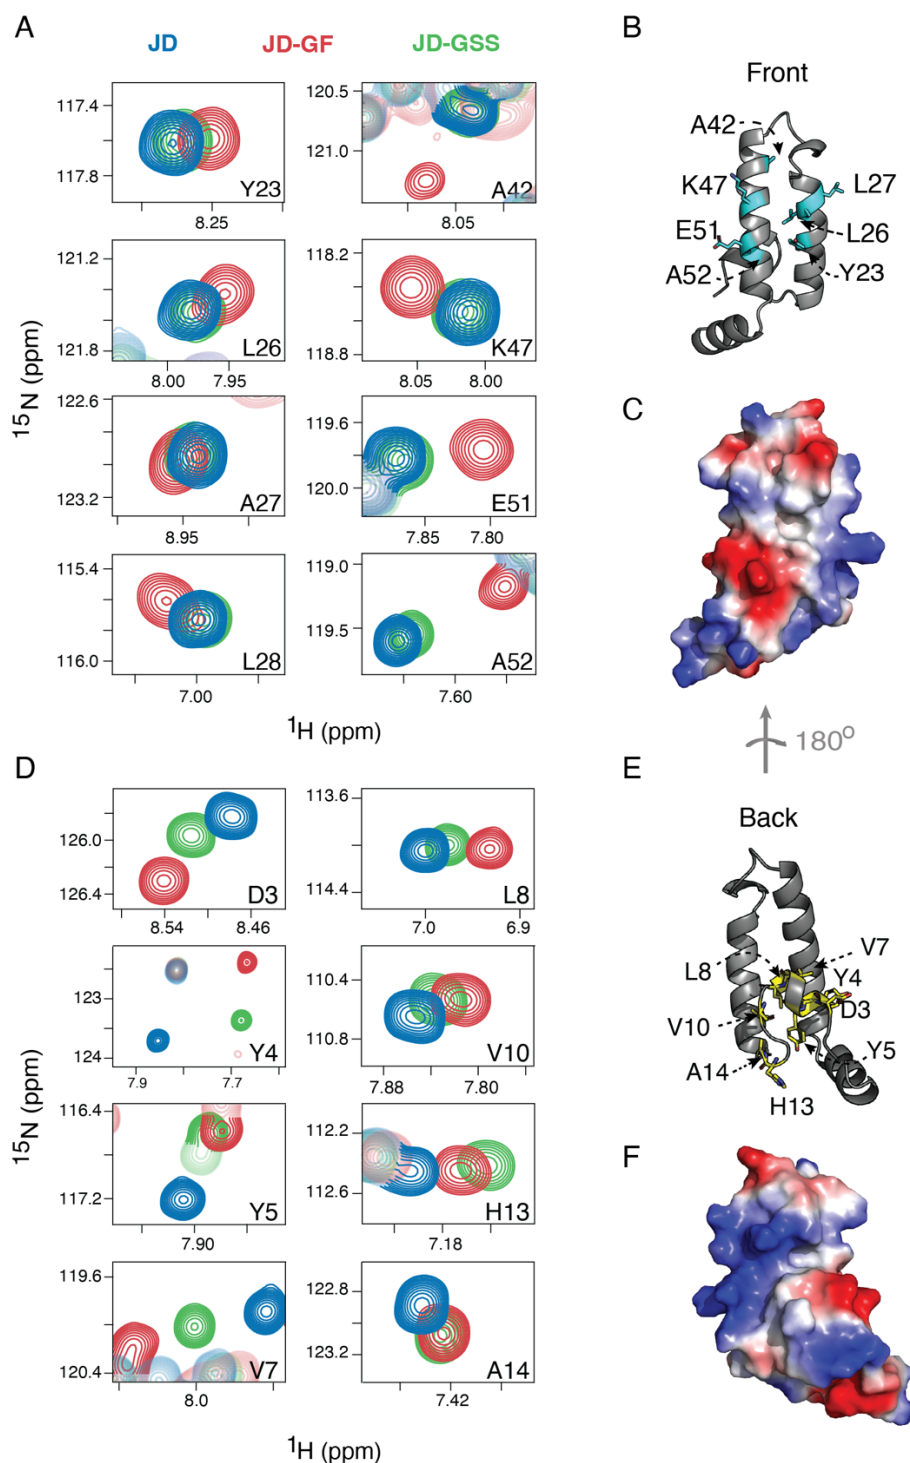 A
JD JD-GF JD-GSS
117.4
117.8
Y23
8.25
120.5
121.0
A42
8.05
121.2
121.8
L26
8.00 7.95
118.2
118.8
K47
8.05 8.00
122.6
123.2
A27
8.95
119.6
120.0
E51
7.85 7.80
115.4
116.0
L28
7.00
119.0
119.5
A52
7.60
15N (ppm)
1H (ppm)
B
Front
A42
K47
L27
E51
L26
A52
Y23
C
180o
D
126.0
126.4
D3
8.54 8.46
113.6
114.4
L8
7.0 6.9
123
124
Y4
7.9 7.7
110.4
110.8
V10
7.88 7.80
116.4
117.2
Y5
7.90
112.2
112.6
H13
7.18
119.6
120.4
V7
8.0
122.8
123.2
A14
7.42
15N (ppm)
1H (ppm)
E
Back
V7
L8
Y4
D3
V10
Y5
A14
H13
F